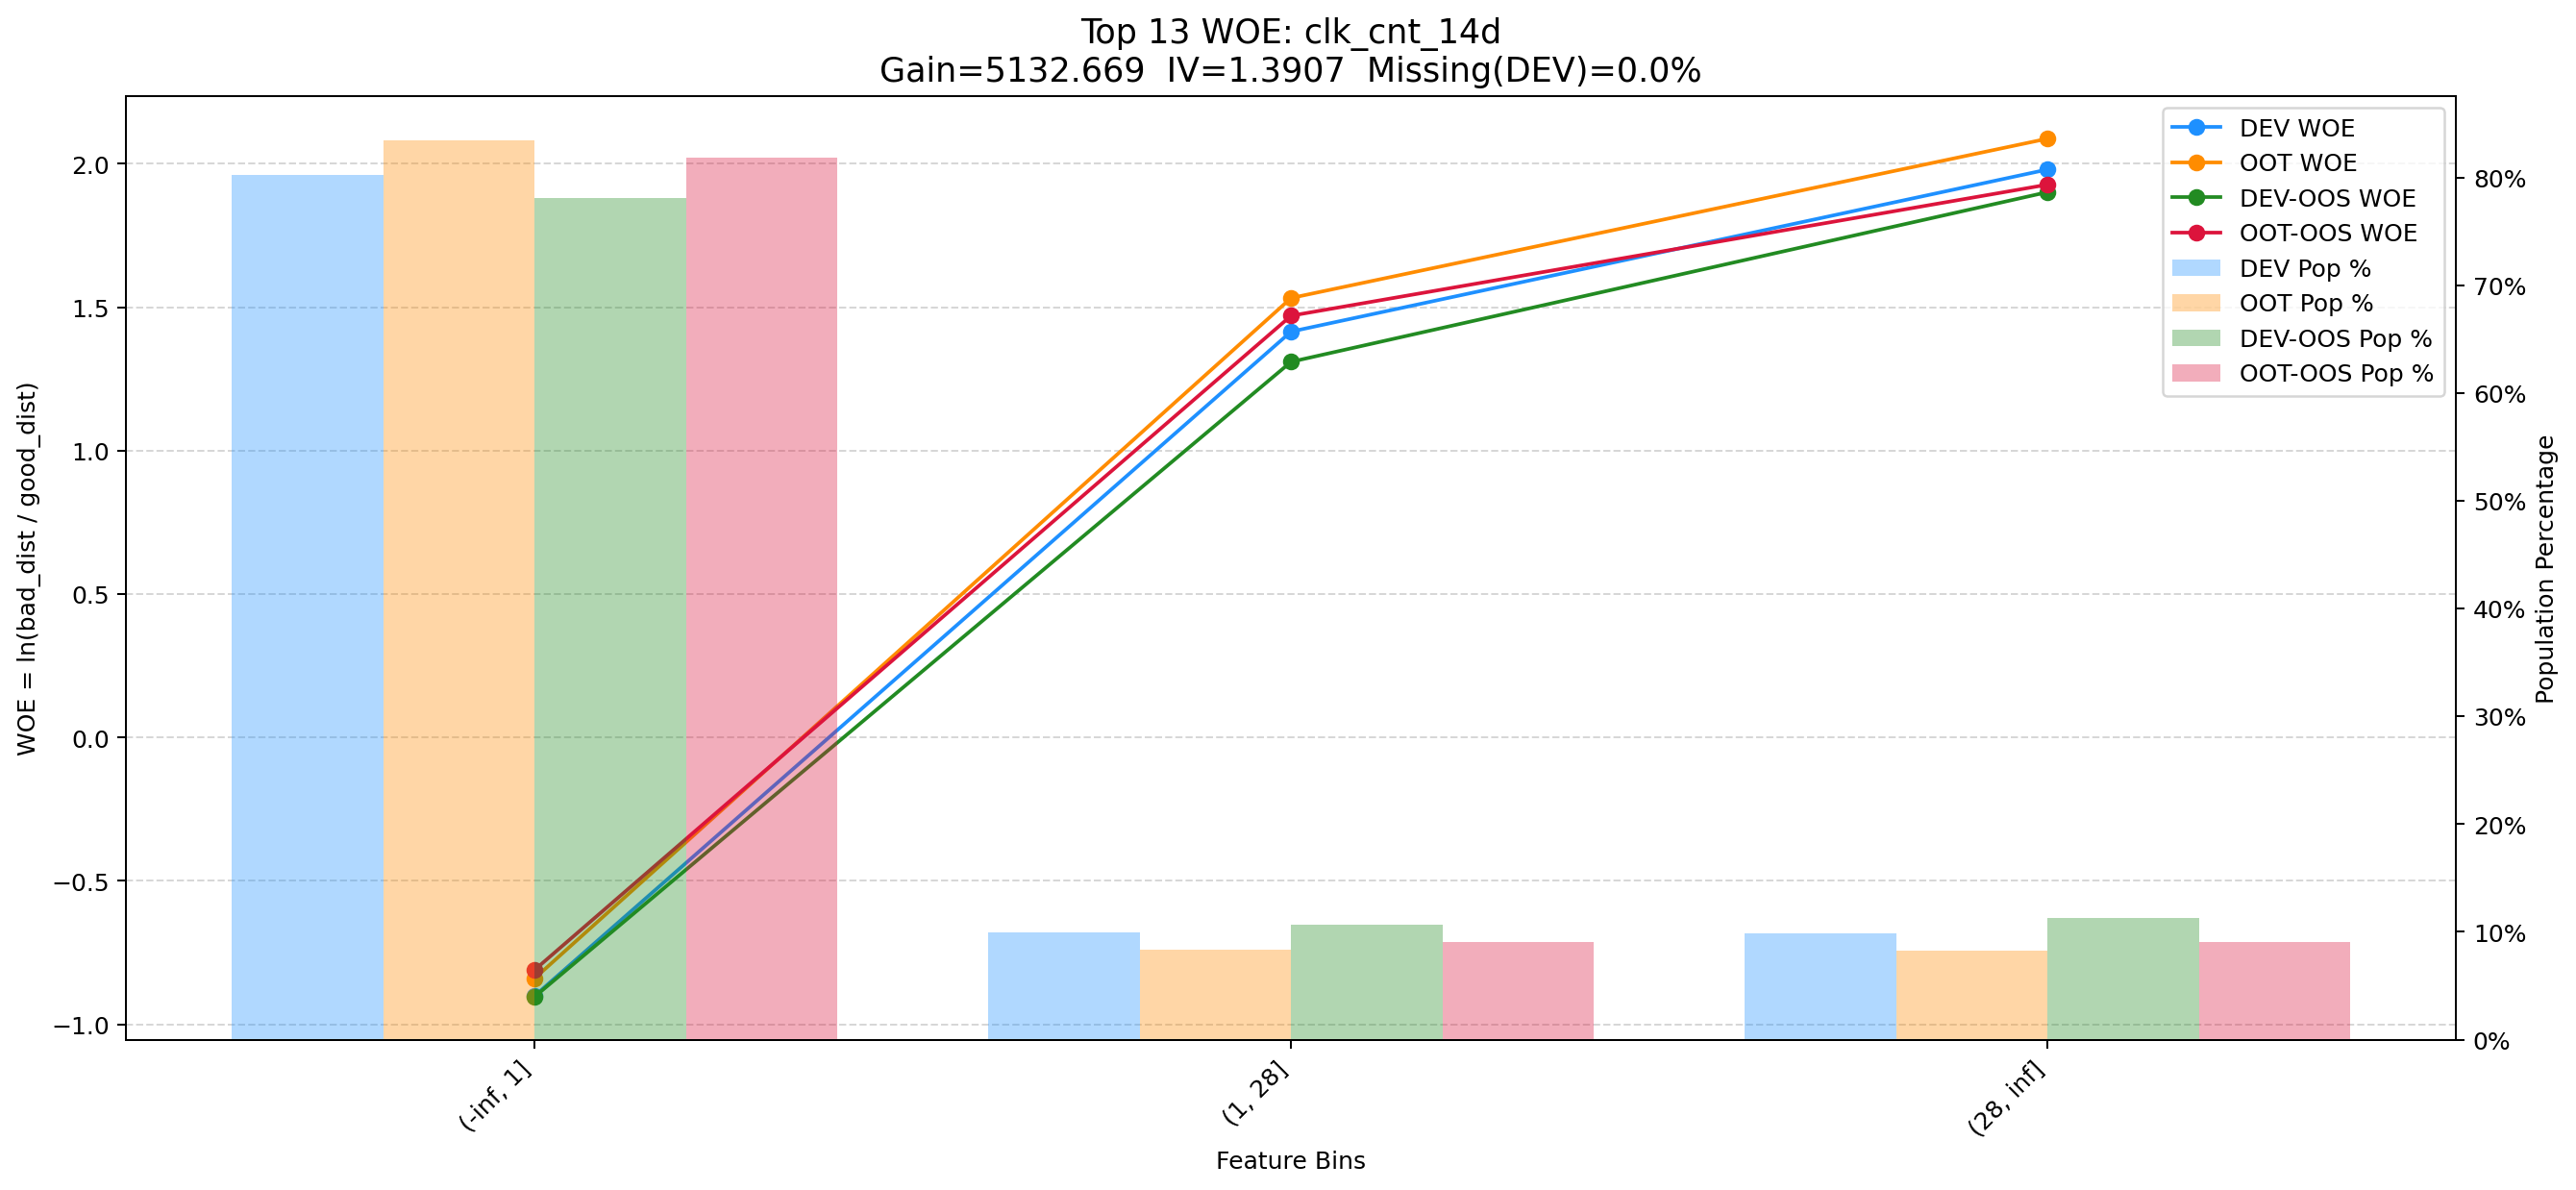 Top 13 WOE: clk_cnt_14d
Gain=5132.669  IV=1.3907  Missing(DEV)=0.0%
WOE = ln(bad_dist / good_dist)
2.0
1.5
1.0
0.5
0.0
−0.5
−1.0
DEV WOE
OOT WOE
DEV-OOS WOE
OOT-OOS WOE
DEV Pop %
OOT Pop %
DEV-OOS Pop %
OOT-OOS Pop %
80%
70%
60%
50%
40%
30%
20%
10%
0%
Population Percentage
(-inf, 1]
(1, 28]
(28, inf]
Feature Bins